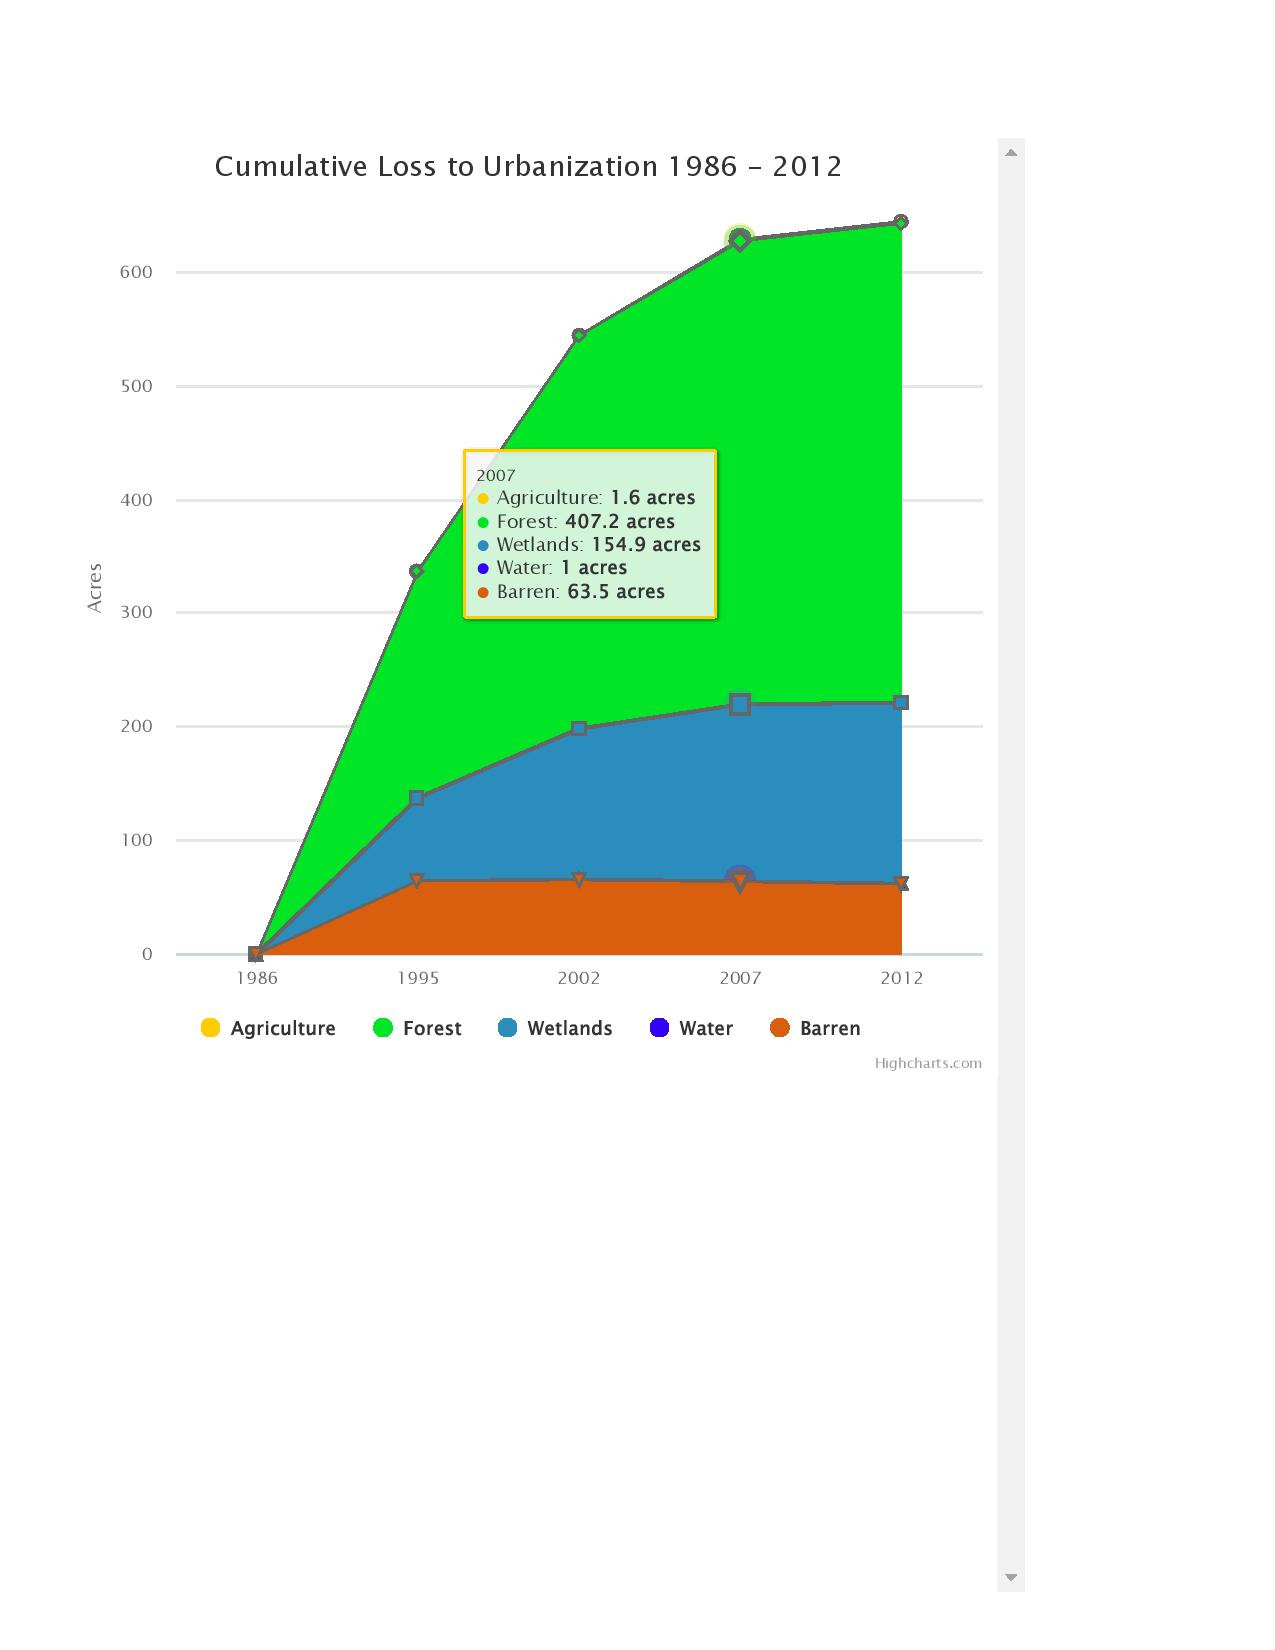 Cumulative Loss to Urbanization 1986 – 2012
600
500
400
300
200
100
0
Acres
2007
Agriculture: 1.6 acres
Forest: 407.2 acres
Wetlands: 154.9 acres
Water: 1 acres
Barren: 63.5 acres
1986 1995 2002 2007 2012
Agriculture Forest Wetlands Water Barren
Highcharts.com